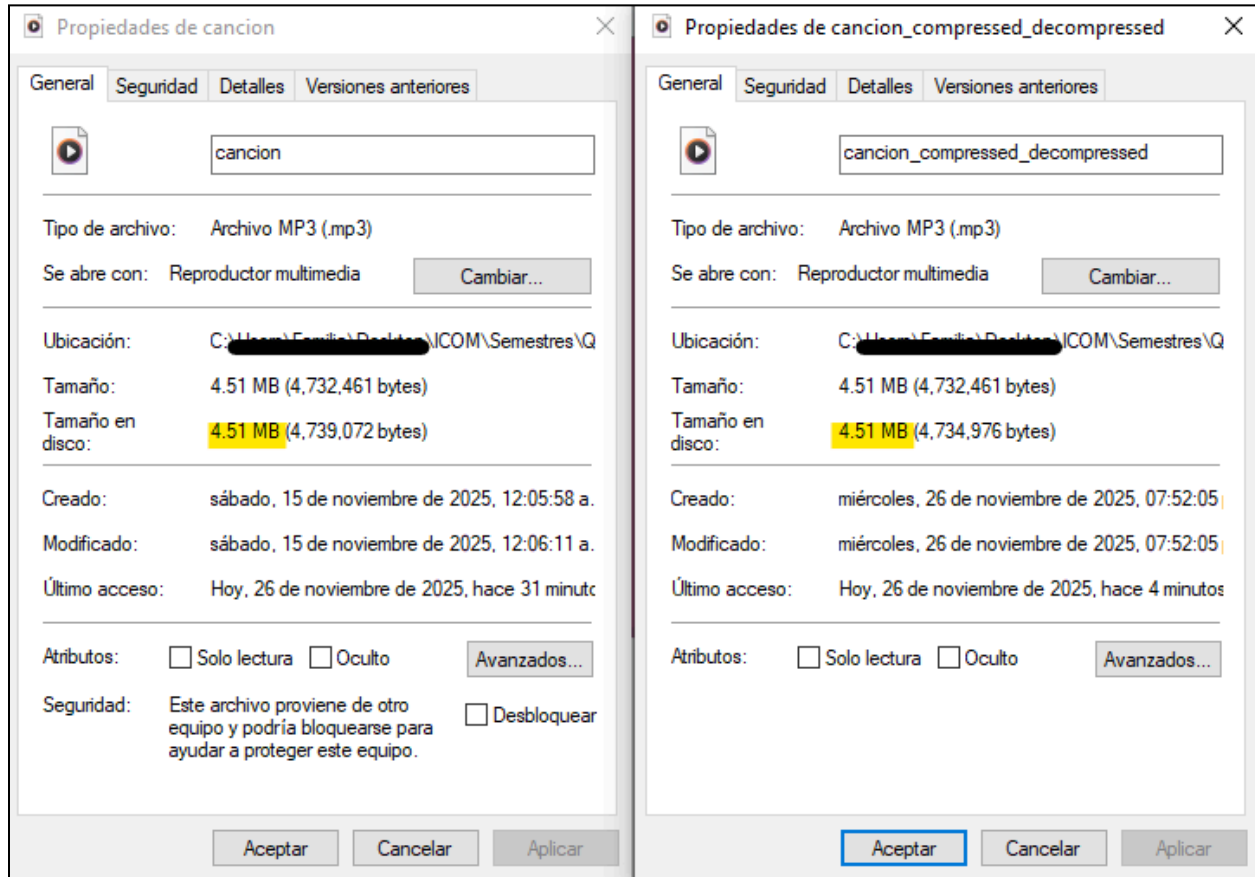 Propiedades de cancion
General Seguridad Detalles Versiones anteriores
cancion
Tipo de archivo: Archivo MP3 (.mp3)
Se abre con: Reproductor multimedia Cambiar...
Ubicación: C:\ \ICOM\Semestres\Q
Tamaño: 4.51 MB (4,732,461 bytes)
Tamaño en
disco: 4.51 MB (4,739,072 bytes)
Creado: sábado, 15 de noviembre de 2025, 12:05:58 a.
Modificado: sábado, 15 de noviembre de 2025, 12:06:11 a.
Último acceso: Hoy, 26 de noviembre de 2025, hace 31 minuto
Atributos: Solo lectura Oculto Avanzados...
Seguridad: Este archivo proviene de otro
equipo y podría bloquearse para
ayudar a proteger este equipo.
Desbloquear
Aceptar Cancelar Aplicar
Propiedades de cancion_compressed_decompressed
General Seguridad Detalles Versiones anteriores
cancion_compressed_decompressed
Tipo de archivo: Archivo MP3 (.mp3)
Se abre con: Reproductor multimedia Cambiar...
Ubicación: C:\ \ICOM\Semestres\Q
Tamaño: 4.51 MB (4,732,461 bytes)
Tamaño en
disco: 4.51 MB (4,734,976 bytes)
Creado: miércoles, 26 de noviembre de 2025, 07:52:05
Modificado: miércoles, 26 de noviembre de 2025, 07:52:05
Último acceso: Hoy, 26 de noviembre de 2025, hace 4 minutos
Atributos: Solo lectura Oculto Avanzados...
Aceptar Cancelar Aplicar